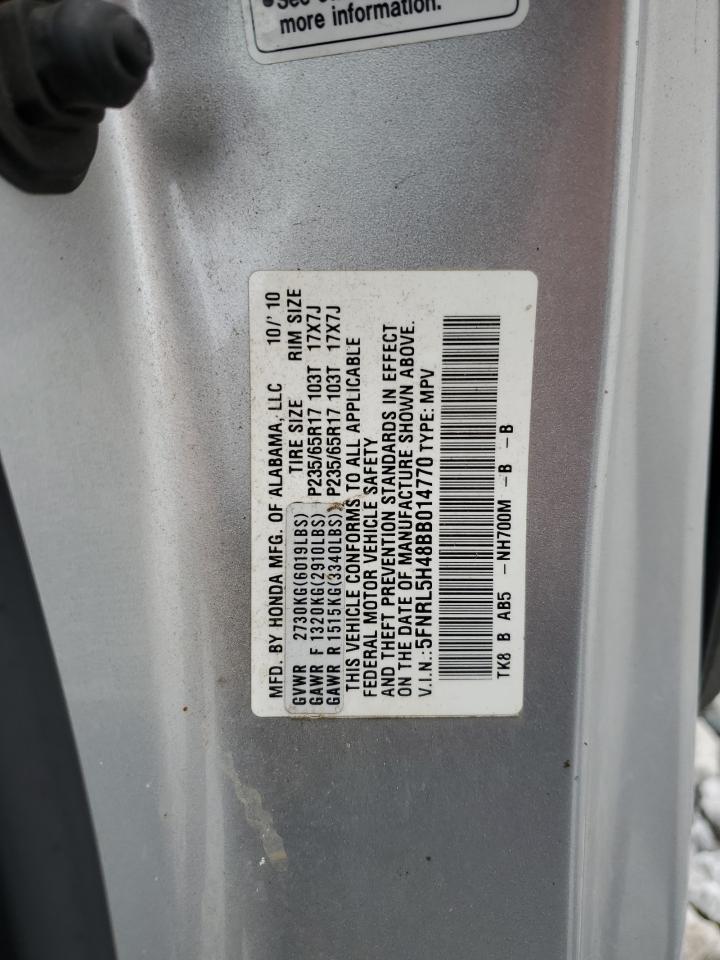 ●See
more information.
MFD. BY HONDA MFG. OF ALABAMA, LLC 10/'10
GVWR 2730KG(6019LBS) TIRE SIZE RIM SIZE
GAWR F 1320KG(2910LBS) P235/65R17 103T 17X7J
GAWR R 1515KG(3340LBS) P235/65R17 103T 17X7J
THIS VEHICLE CONFORMS TO ALL APPLICABLE
FEDERAL MOTOR VEHICLE SAFETY
AND THEFT PREVENTION STANDARDS IN EFFECT
ON THE DATE OF MANUFACTURE SHOWN ABOVE.
V.I.N.: 5FNRL5H48BB014770 TYPE: MPV
TK8 B AB5 -NH700M -B -B